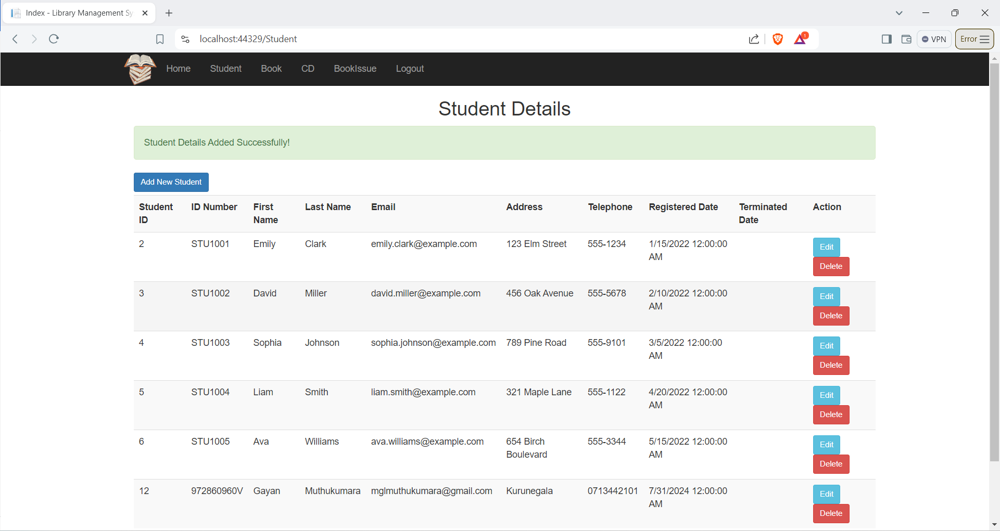 Index - Library Management Sy
localhost:44329/Student
1
VPN
Error
Home Student Book CD BookIssue Logout
Student Details
Student Details Added Successfully!
Add New Student
Student ID Number First Last Name Email Address Telephone Registered Date Terminated Action
ID Name Date
2 STU1001 Emily Clark emily.clark@example.com 123 Elm Street 555-1234 1/15/2022 12:00:00 Edit
AM Delete
3 STU1002 David Miller david.miller@example.com 456 Oak Avenue 555-5678 2/10/2022 12:00:00 Edit
AM Delete
4 STU1003 Sophia Johnson sophia.johnson@example.com 789 Pine Road 555-9101 3/5/2022 12:00:00 Edit
AM Delete
5 STU1004 Liam Smith liam.smith@example.com 321 Maple Lane 555-1122 4/20/2022 12:00:00 Edit
AM Delete
6 STU1005 Ava Williams ava.williams@example.com 654 Birch 555-3344 5/15/2022 12:00:00 Edit
Boulevard AM Delete
12 972860960V Gayan Muthukumara mglmuthukumara@gmail.com Kurunegala 0713442101 7/31/2024 12:00:00 Edit
AM Delete